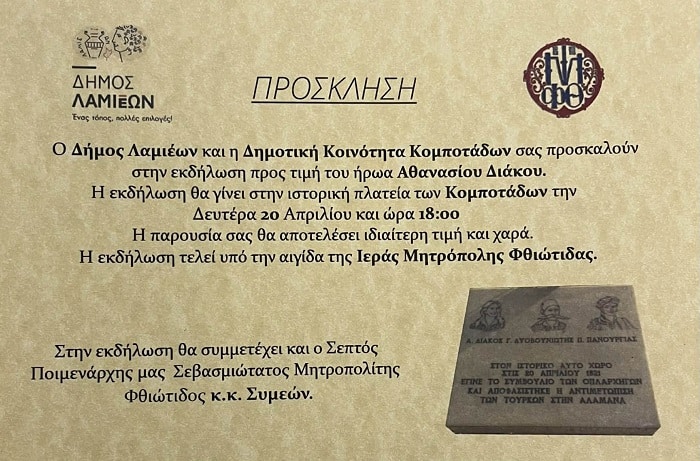 ΔΗΜΟΣ
ΛΑΜΙΕΩΝ
Ένας τόπος, πολλές επιλογές!
ΠΡΟΣΚΛΗΣΗ
Ο Δήμος Λαμιέων και η Δημοτική Κοινότητα Κομποτάδων σας προσκαλούν
στην εκδήλωση προς τιμή του ήρωα Αθανασίου Διάκου.
Η εκδήλωση θα γίνει στην ιστορική πλατεία των Κομποτάδων την
Δευτέρα 20 Απριλίου και ώρα 18:00
Η παρουσία σας θα αποτελέσει ιδιαίτερη τιμή και χαρά.
Η εκδήλωση τελεί υπό την αιγίδα της Ιεράς Μητρόπολης Φθιώτιδας.
Στην εκδήλωση θα συμμετέχει και ο Σεπτός
Ποιμενάρχης μας Σεβασμιώτατος Μητροπολίτης
Φθιώτιδος κ.κ. Συμεών.
Α. ΔΙΑΚΟΣ Γ. ΔΥΟΒΟΥΝΙΩΤΗΣ Π. ΠΑΝΟΥΡΓΙΑΣ
ΣΤΟΝ ΙΣΤΟΡΙΚΟ ΑΥΤΟ ΧΩΡΟ
ΣΤΙΣ 20 ΑΠΡΙΛΙΟΥ 1821
ΕΓΙΝΕ ΤΟ ΣΥΜΒΟΥΛΙΟ ΤΩΝ ΟΠΛΑΡΧΗΓΩΝ
ΚΑΙ ΑΠΟΦΑΣΙΣΤΗΚΕ Η ΑΝΤΙΜΕΤΩΠΙΣΗ
ΤΩΝ ΤΟΥΡΚΩΝ ΣΤΗΝ ΑΛΑΜΑΝΑ